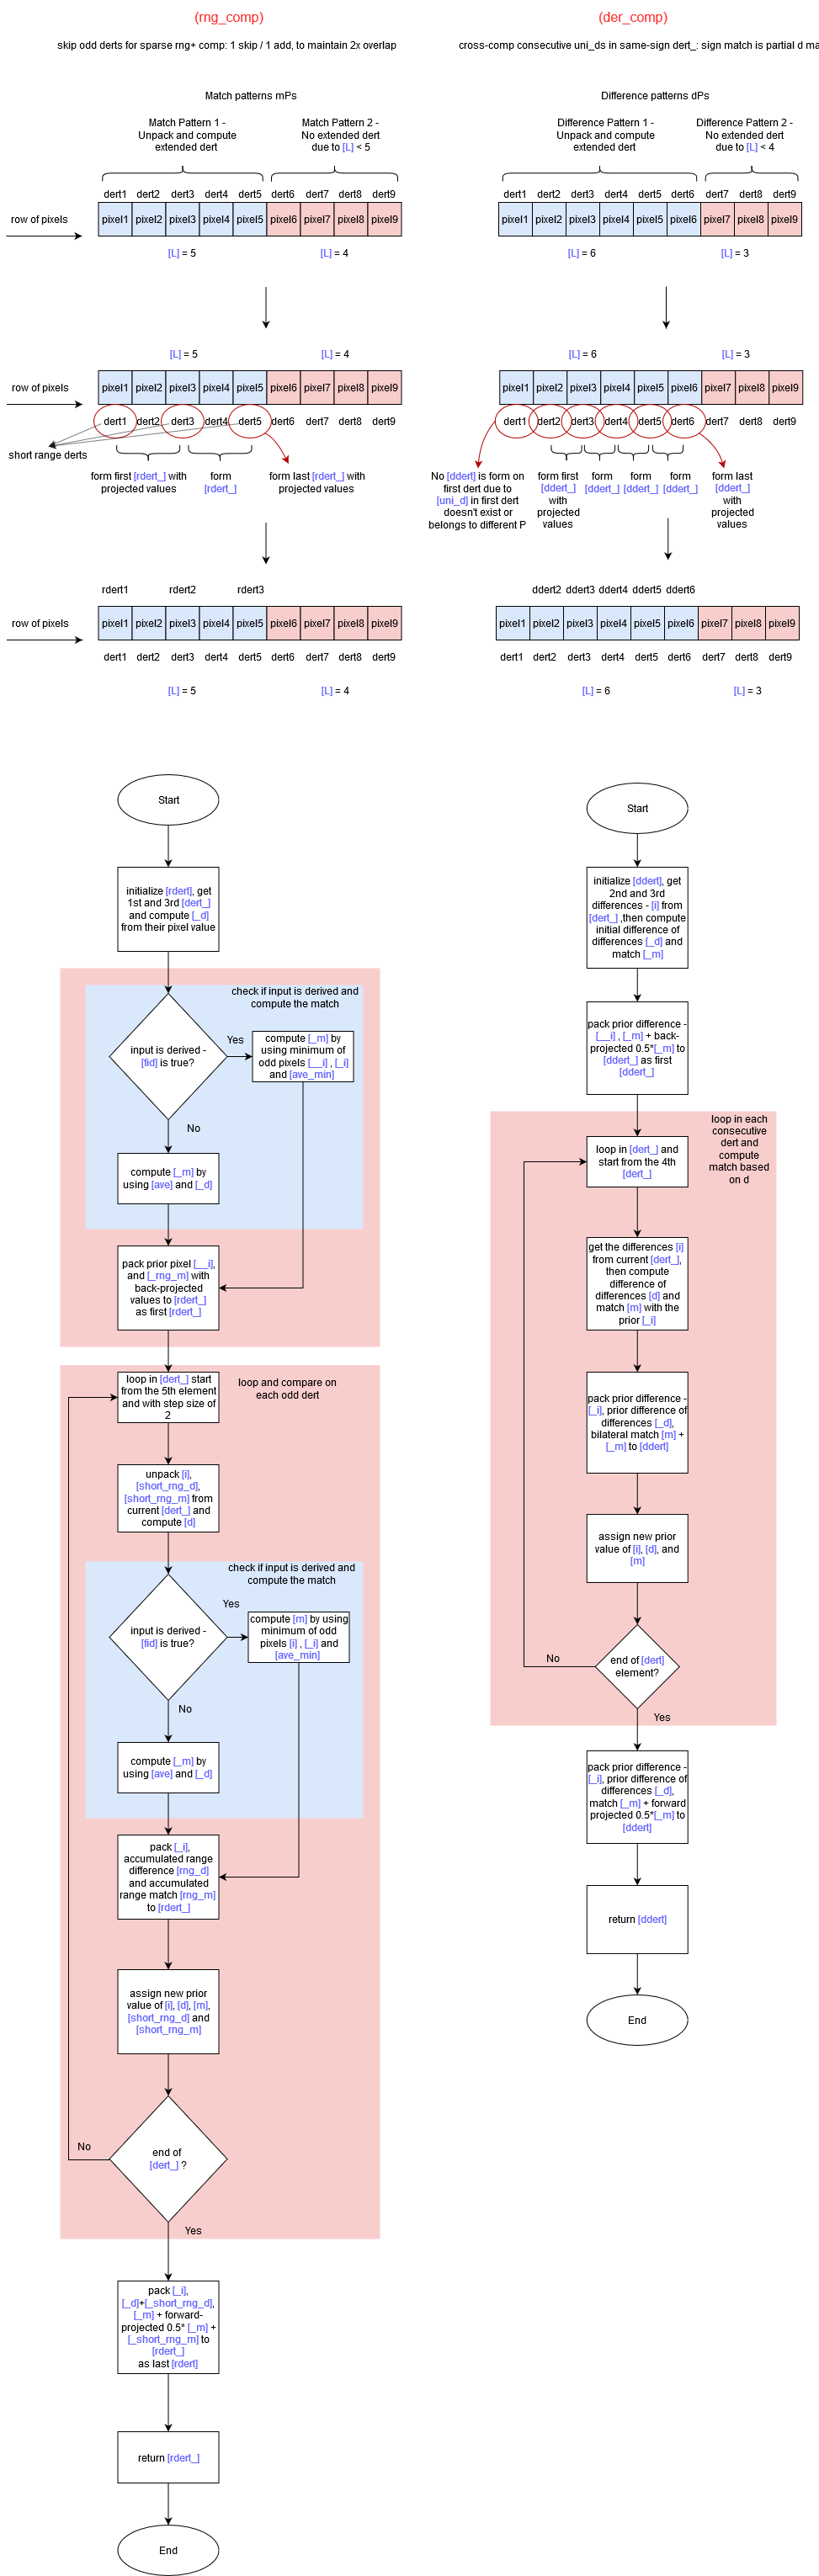 (rng_comp)
skip odd derts for sparse rng+ comp: 1 skip / 1 add, to maintain 2x overlap
Match patterns mPs
Match Pattern 1 -
Unpack and compute
extended dert
Match Pattern 2 -
No extended dert
due to [L] < 5
dert1 dert2 dert3 dert4 dert5 dert6 dert7 dert8 dert9
row of pixels
pixel1 pixel2 pixel3 pixel4 pixel5 pixel6 pixel7 pixel8 pixel9
[L] = 5
[L] = 4
[L] = 5
[L] = 4
row of pixels
pixel1 pixel2 pixel3 pixel4 pixel5 pixel6 pixel7 pixel8 pixel9
dert1 dert2 dert3 dert4 dert5 dert6 dert7 dert8 dert9
short range derts
form first [rdert_] with
projected values
form
[rdert_]
form last [rdert_] with
projected values
rdert1 rdert2 rdert3
row of pixels
pixel1 pixel2 pixel3 pixel4 pixel5 pixel6 pixel7 pixel8 pixel9
dert1 dert2 dert3 dert4 dert5 dert6 dert7 dert8 dert9
[L] = 5
[L] = 4
(der_comp)
cross-comp consecutive uni_ds in same-sign dert_: sign match is partial d ma
Difference patterns dPs
Difference Pattern 1 -
Unpack and compute
extended dert
Difference Pattern 2 -
No extended dert
due to [L] < 4
dert1 dert2 dert3 dert4 dert5 dert6 dert7 dert8 dert9
pixel1 pixel2 pixel3 pixel4 pixel5 pixel6 pixel7 pixel8 pixel9
[L] = 6
[L] = 3
[L] = 6
[L] = 3
pixel1 pixel2 pixel3 pixel4 pixel5 pixel6 pixel7 pixel8 pixel9
dert1 dert2 dert3 dert4 dert5 dert6 dert7 dert8 dert9
No [ddert] is form on
first dert due to
[uni_d] in first dert
doesn't exist or
belongs to different P
form first
[ddert_]
with
projected
values
form
[ddert_]
form
[ddert_]
form
[ddert_]
form last
[ddert_]
with
projected
values
ddert2 ddert3 ddert4 ddert5 ddert6
pixel1 pixel2 pixel3 pixel4 pixel5 pixel6 pixel7 pixel8 pixel9
dert1 dert2 dert3 dert4 dert5 dert6 dert7 dert8 dert9
[L] = 6
[L] = 3
Start
initialize [rdert], get
1st and 3rd [dert_]
and compute [_d]
from their pixel value
check if input is derived and
compute the match
input is derived -
[fid] is true?
Yes
compute [_m] by
using minimum of
odd pixels [__i] , [_i]
and [ave_min]
No
compute [_m] by
using [ave] and [_d]
pack prior pixel [__i],
and [_rng_m] with
back-projected
values to [rdert_]
as first [rdert_]
loop in [dert_] start
from the 5th element
and with step size of
2
loop and compare on
each odd dert
unpack [i],
[short_rng_d],
[short_rng_m] from
current [dert_] and
compute [d]
check if input is derived and
compute the match
input is derived -
[fid] is true?
Yes
compute [m] by using
minimum of odd
pixels [i] , [_i] and
[ave_min]
No
compute [_m] by
using [ave] and [_d]
pack [_i],
accumulated range
difference [rng_d]
and accumulated
range match [rng_m]
to [rdert_]
assign new prior
value of [i], [d], [m],
[short_rng_d] and
[short_rng_m]
end of
[dert_] ?
No
Yes
pack [_i],
[_d]+[_short_rng_d],
[_m] + forward-
projected 0.5* [_m] +
[_short_rng_m] to
[rdert_]
as last [rdert]
return [rdert_]
End
Start
initialize [ddert], get
2nd and 3rd
differences - [i] from
[dert_] ,then compute
initial difference of
differences [_d] and
match [_m]
pack prior difference -
[__i] , [_m] + back-
projected 0.5*[_m] to
[ddert_] as first
[ddert_]
loop in each
consecutive
dert and
compute
match based
on d
loop in [dert_] and
start from the 4th
[dert_]
get the differences [i]
from current [dert_],
then compute
difference of
differences [d] and
match [m] with the
prior [_i]
pack prior difference -
[_i], prior difference of
differences [_d],
bilateral match [m] +
[_m] to [ddert]
assign new prior
value of [i], [d], and
[m]
end of [dert]
element?
No
Yes
pack prior difference -
[_i], prior difference of
differences [_d],
match [_m] + forward
projected 0.5*[_m] to
[ddert]
return [ddert]
End